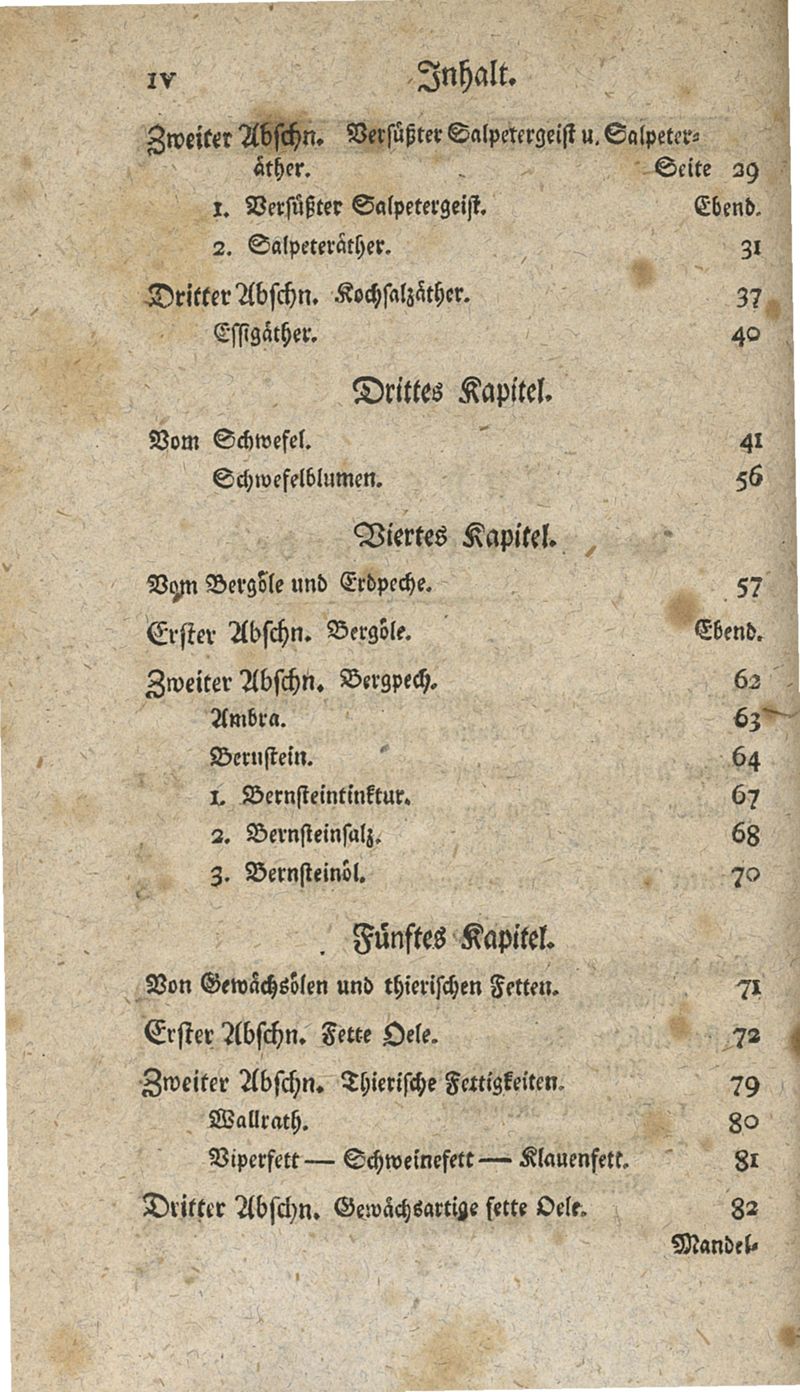 IV Inhalt.
Zweiter Abschn. Versüßter Salpetergeist u. Salpeter-
äther. Seite 29
1. Versüßter Salpetergeist. Ebend.
2. Salpeteräther. 31
Dritter Abschn. Kochsalzäther. 37
Essigäther. 40
Drittes Kapitel.
Vom Schwefel. 41
Schwefelblumen. 56
Viertes Kapitel.
Vom Bergöle und Erdpeche. 57
Erster Abschn. Bergöle. Ebend.
Zweiter Abschn. Bergpech. 62
Ambra. 63
Bernstein. 64
1. Bernsteintinktur. 67
2. Bernsteinsalz. 68
3. Bernsteinöl. 70
Fünftes Kapitel.
Von Gewächsölen und thierischen Fetten. 71
Erster Abschn. Fette Oele. 72
Zweiter Abschn. Thierische Fettigkeiten. 79
Wallrath. 80
Viperfett — Schweinefett — Klauenfett. 81
Dritter Abschn. Gewächsartige fette Oele. 82
Mandel-